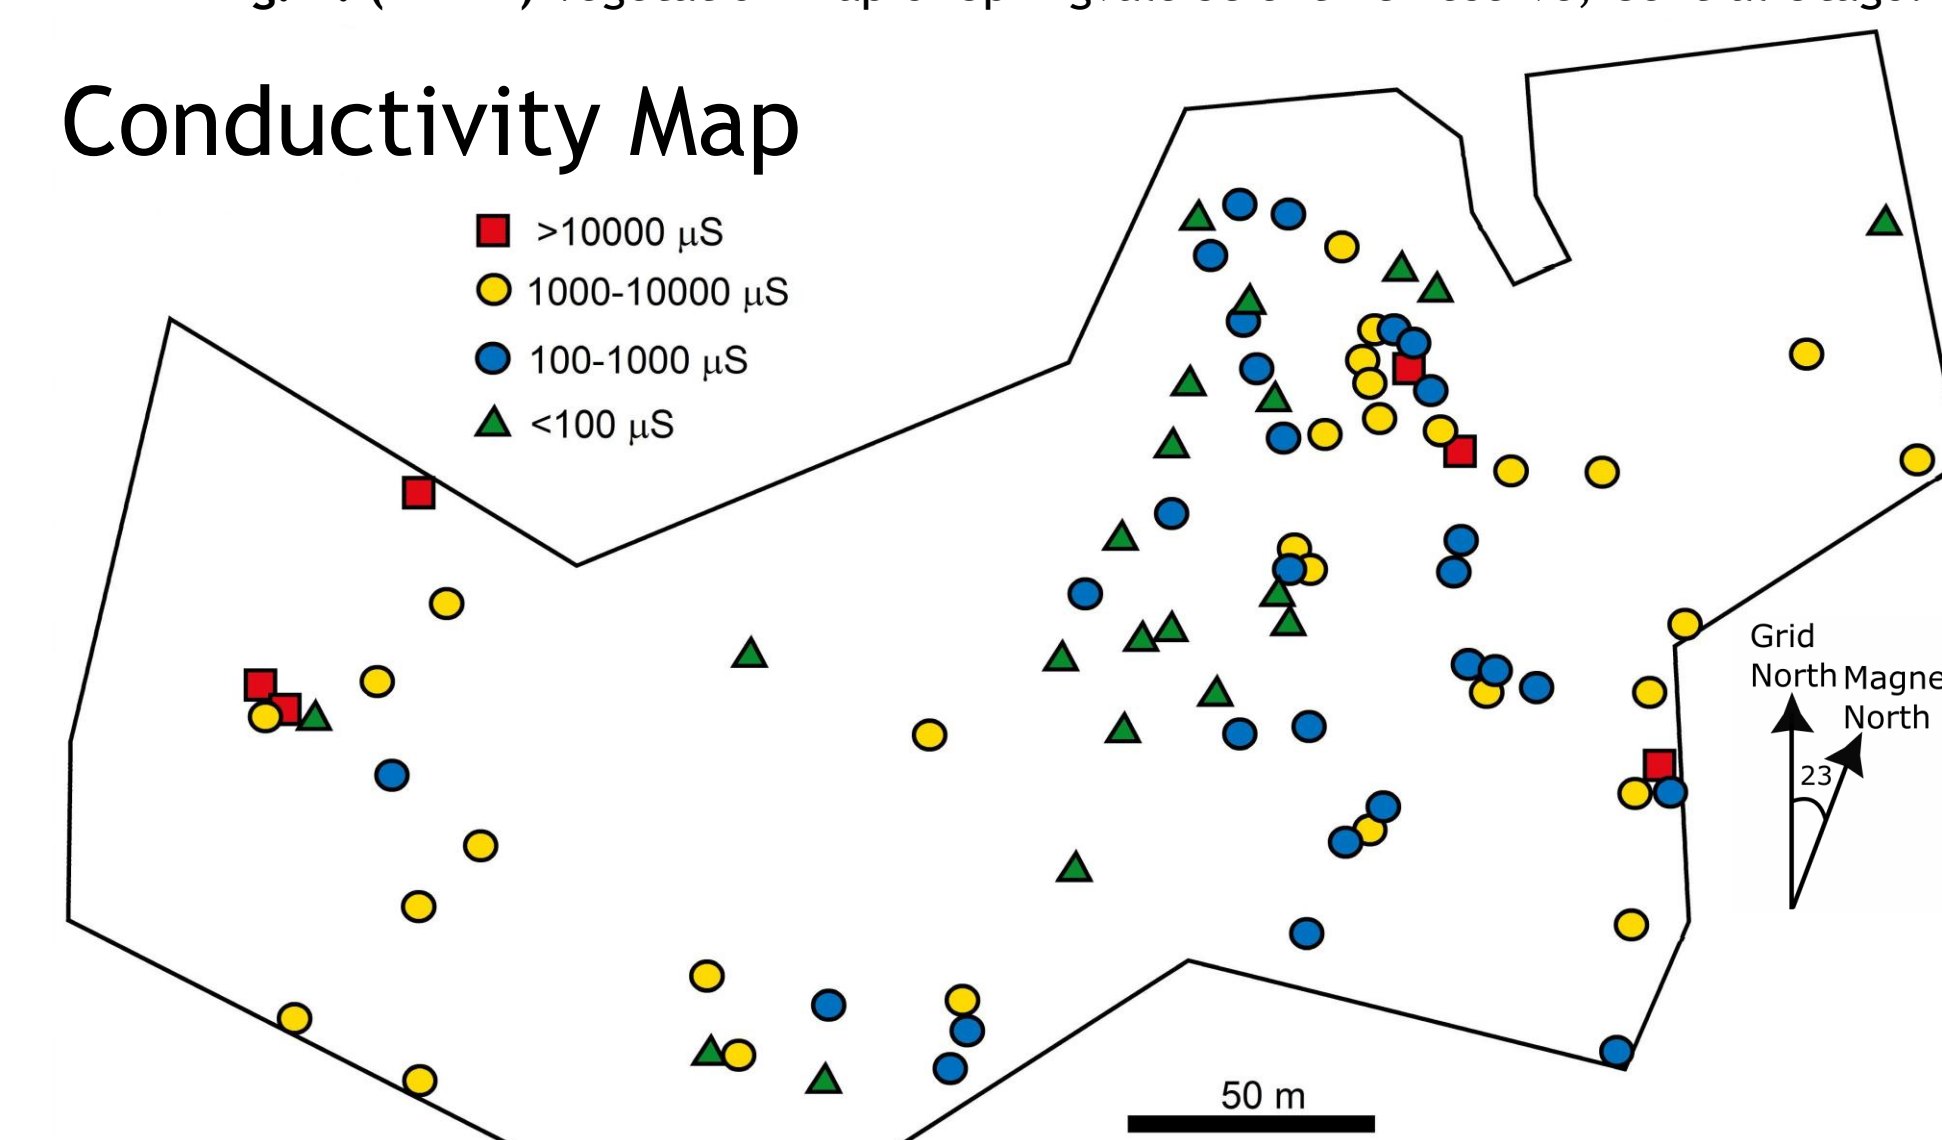 Conductivity Map
>10000 µS
1000-10000 µS
100-1000 µS
<100 µS
Grid
North
North
23
50 m